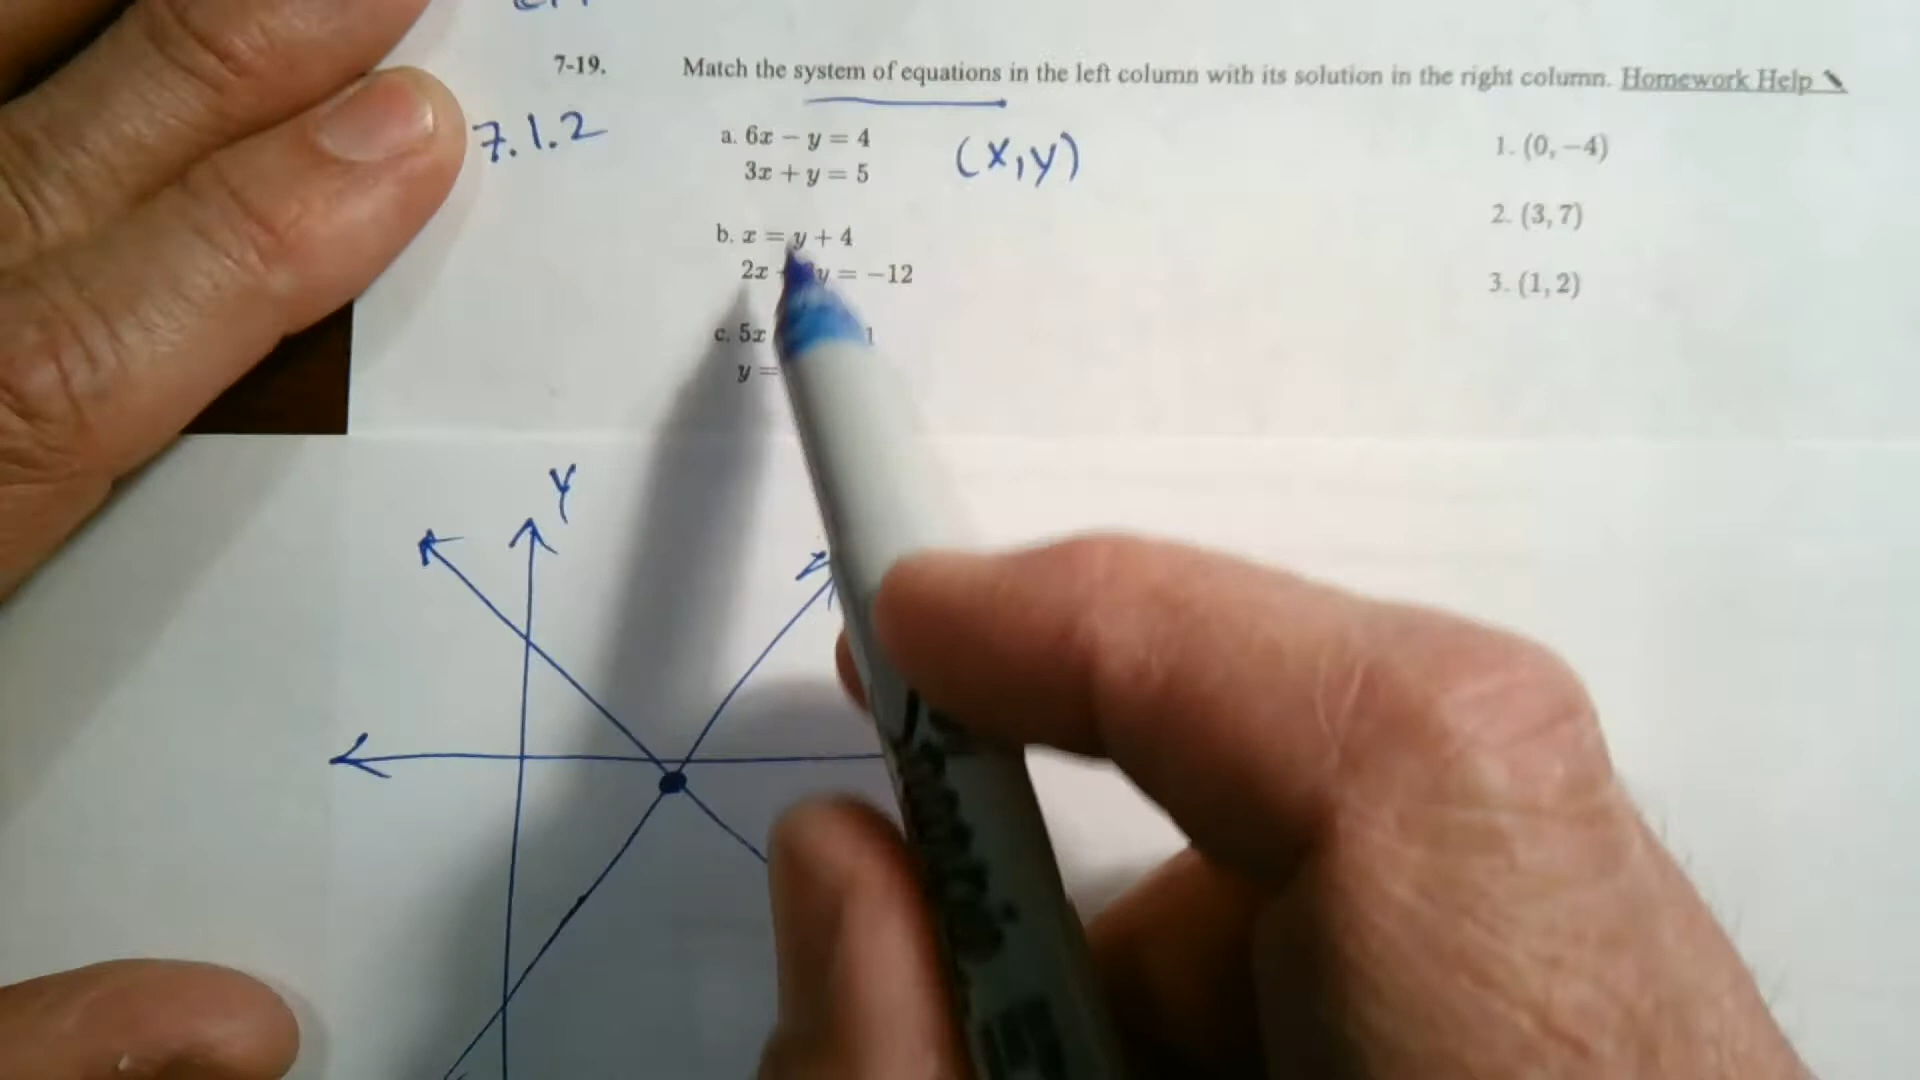 7-19. Match the system of equations in the left column with its solution in the right column. Homework Help
7.1.2
a. 6x − y = 4
3x + y = 5
(x,y)
b. x = y + 4
2x y = −12
c. 5x 1
y =
1. (0, −4)
2. (3, 7)
3. (1, 2)
Y